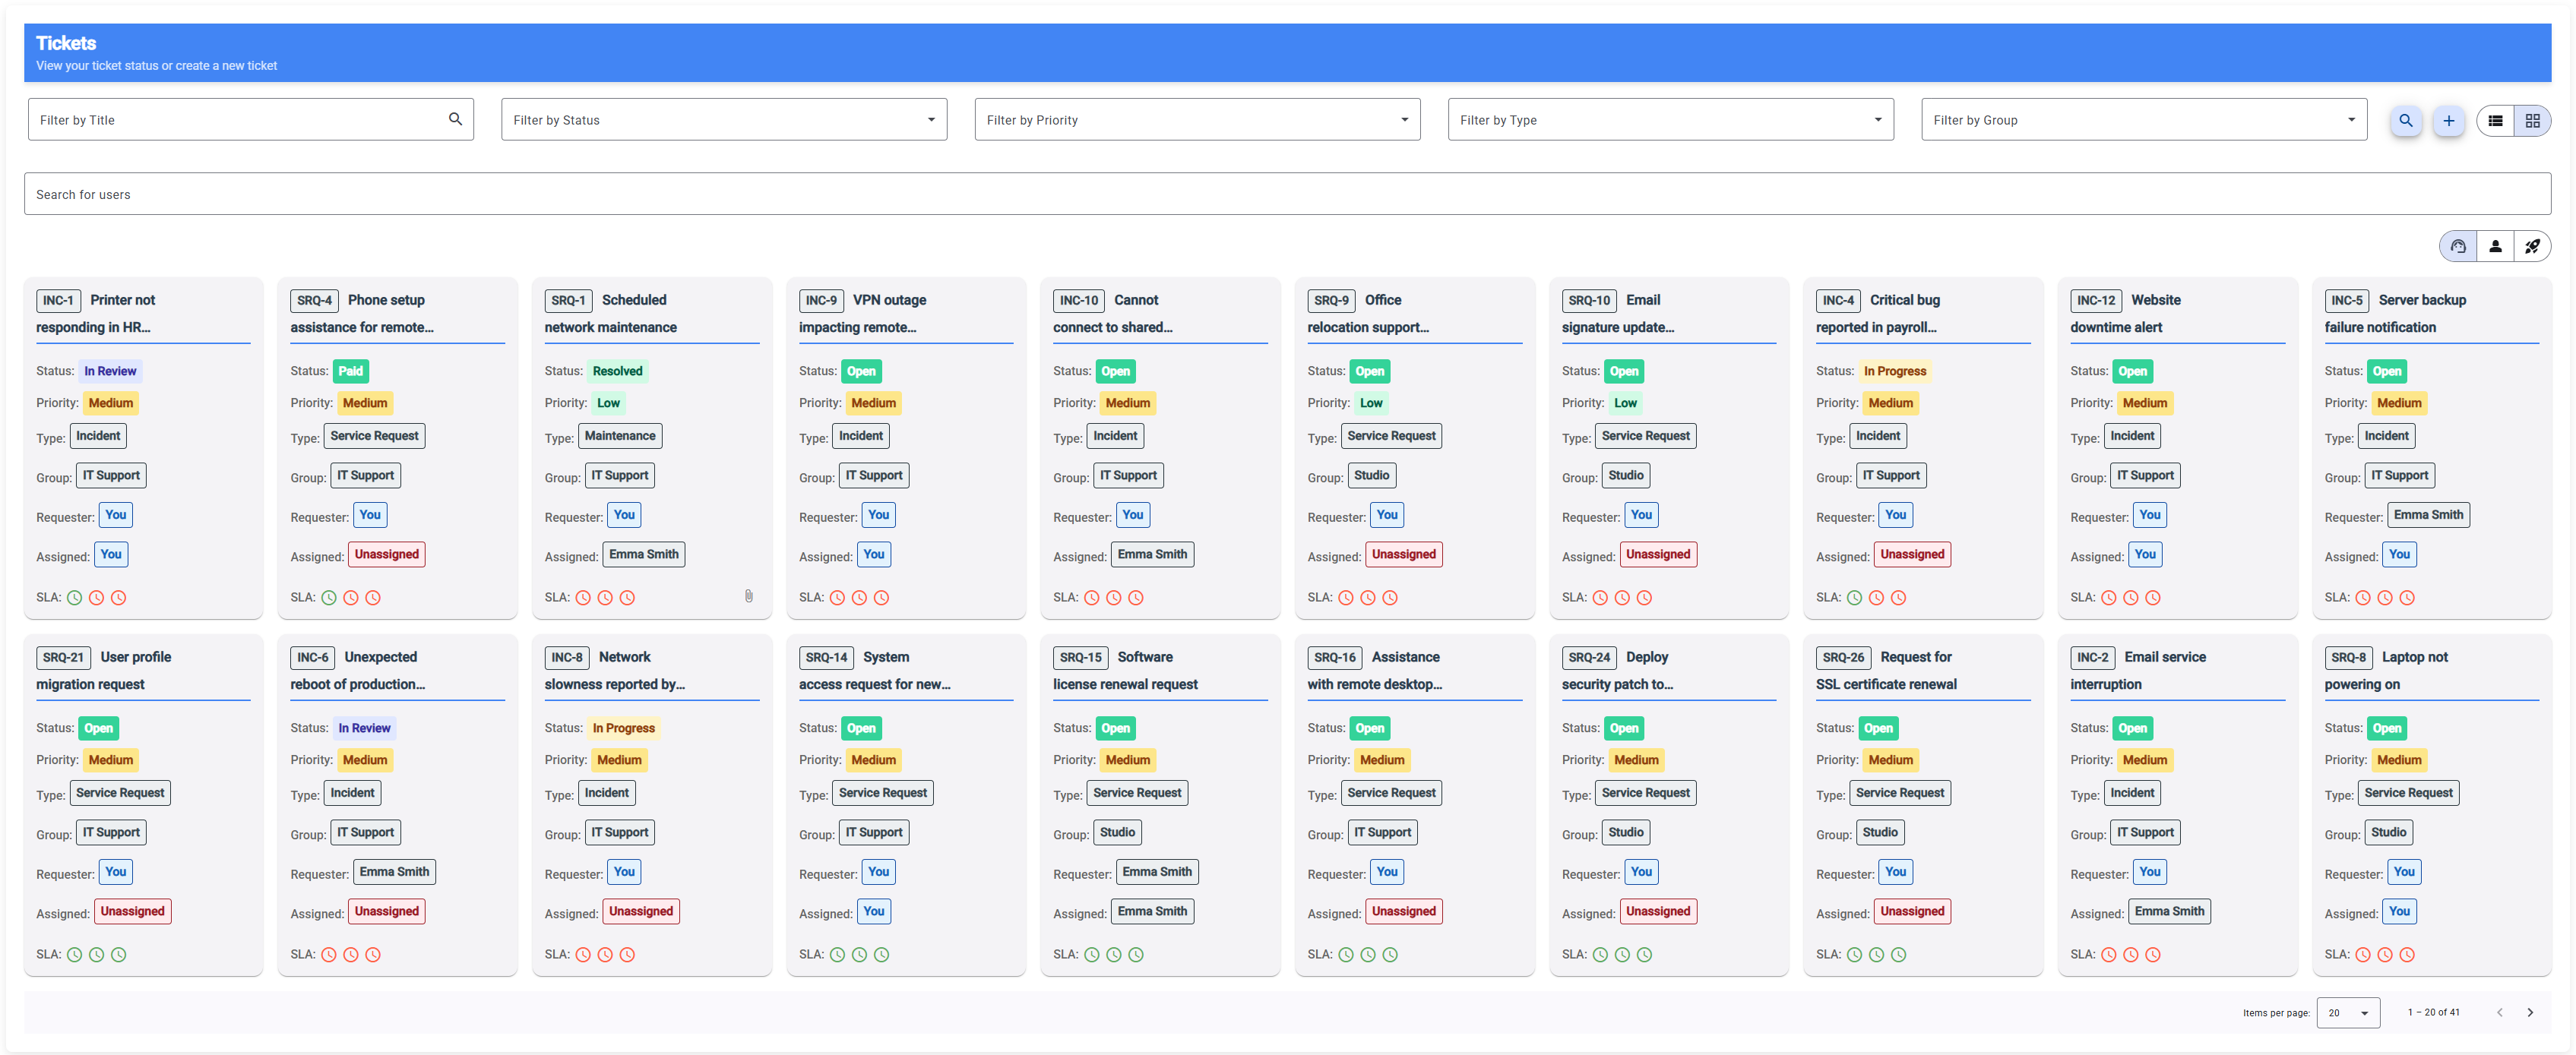 Tickets
View your ticket status or create a new ticket
Filter by Title
Filter by Status
Filter by Priority
Filter by Type
Filter by Group
Search for users
INC-1 Printer not
responding in HR...
Status: In Review
Priority: Medium
Type: Incident
Group: IT Support
Requester: You
Assigned: You
SLA:
SRQ-4 Phone setup
assistance for remote...
Status: Paid
Priority: Medium
Type: Service Request
Group: IT Support
Requester: You
Assigned: Unassigned
SLA:
SRQ-1 Scheduled
network maintenance
Status: Resolved
Priority: Low
Type: Maintenance
Group: IT Support
Requester: You
Assigned: Emma Smith
SLA:
INC-9 VPN outage
impacting remote...
Status: Open
Priority: Medium
Type: Incident
Group: IT Support
Requester: You
Assigned: You
SLA:
INC-10 Cannot
connect to shared...
Status: Open
Priority: Medium
Type: Incident
Group: IT Support
Requester: You
Assigned: Emma Smith
SLA:
SRQ-9 Office
relocation support...
Status: Open
Priority: Low
Type: Service Request
Group: Studio
Requester: You
Assigned: Unassigned
SLA:
SRQ-10 Email
signature update...
Status: Open
Priority: Low
Type: Service Request
Group: Studio
Requester: You
Assigned: Unassigned
SLA:
INC-4 Critical bug
reported in payroll...
Status: In Progress
Priority: Medium
Type: Incident
Group: IT Support
Requester: You
Assigned: Unassigned
SLA:
INC-12 Website
downtime alert
Status: Open
Priority: Medium
Type: Incident
Group: IT Support
Requester: You
Assigned: You
SLA:
INC-5 Server backup
failure notification
Status: Open
Priority: Medium
Type: Incident
Group: IT Support
Requester: Emma Smith
Assigned: You
SLA:
SRQ-21 User profile
migration request
Status: Open
Priority: Medium
Type: Service Request
Group: IT Support
Requester: You
Assigned: Unassigned
SLA:
INC-6 Unexpected
reboot of production...
Status: In Review
Priority: Medium
Type: Incident
Group: IT Support
Requester: Emma Smith
Assigned: Unassigned
SLA:
INC-8 Network
slowness reported by...
Status: In Progress
Priority: Medium
Type: Incident
Group: IT Support
Requester: You
Assigned: Unassigned
SLA:
SRQ-14 System
access request for new...
Status: Open
Priority: Medium
Type: Service Request
Group: IT Support
Requester: You
Assigned: You
SLA:
SRQ-15 Software
license renewal request
Status: Open
Priority: Medium
Type: Service Request
Group: Studio
Requester: Emma Smith
Assigned: Emma Smith
SLA:
SRQ-16 Assistance
with remote desktop...
Status: Open
Priority: Medium
Type: Service Request
Group: IT Support
Requester: You
Assigned: Unassigned
SLA:
SRQ-24 Deploy
security patch to...
Status: Open
Priority: Medium
Type: Service Request
Group: Studio
Requester: You
Assigned: Unassigned
SLA:
SRQ-26 Request for
SSL certificate renewal
Status: Open
Priority: Medium
Type: Service Request
Group: Studio
Requester: You
Assigned: Unassigned
SLA:
INC-2 Email service
interruption
Status: Open
Priority: Medium
Type: Incident
Group: IT Support
Requester: You
Assigned: Emma Smith
SLA:
SRQ-8 Laptop not
powering on
Status: Open
Priority: Medium
Type: Service Request
Group: Studio
Requester: You
Assigned: You
SLA:
Items per page: 20 1 – 20 of 41